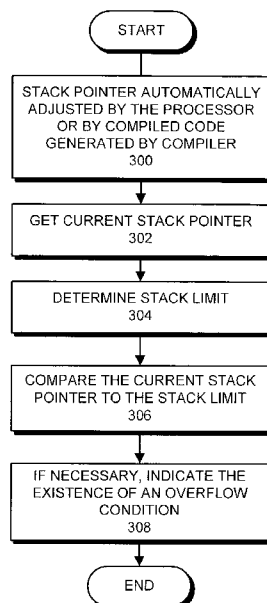 START
STACK POINTER AUTOMATICALLY
ADJUSTED BY THE PROCESSOR
OR BY COMPILED CODE
GENERATED BY COMPILER
300
GET CURRENT STACK POINTER
302
DETERMINE STACK LIMIT
304
COMPARE THE CURRENT STACK
POINTER TO THE STACK LIMIT
306
IF NECESSARY, INDICATE THE
EXISTENCE OF AN OVERFLOW
CONDITION
308
END